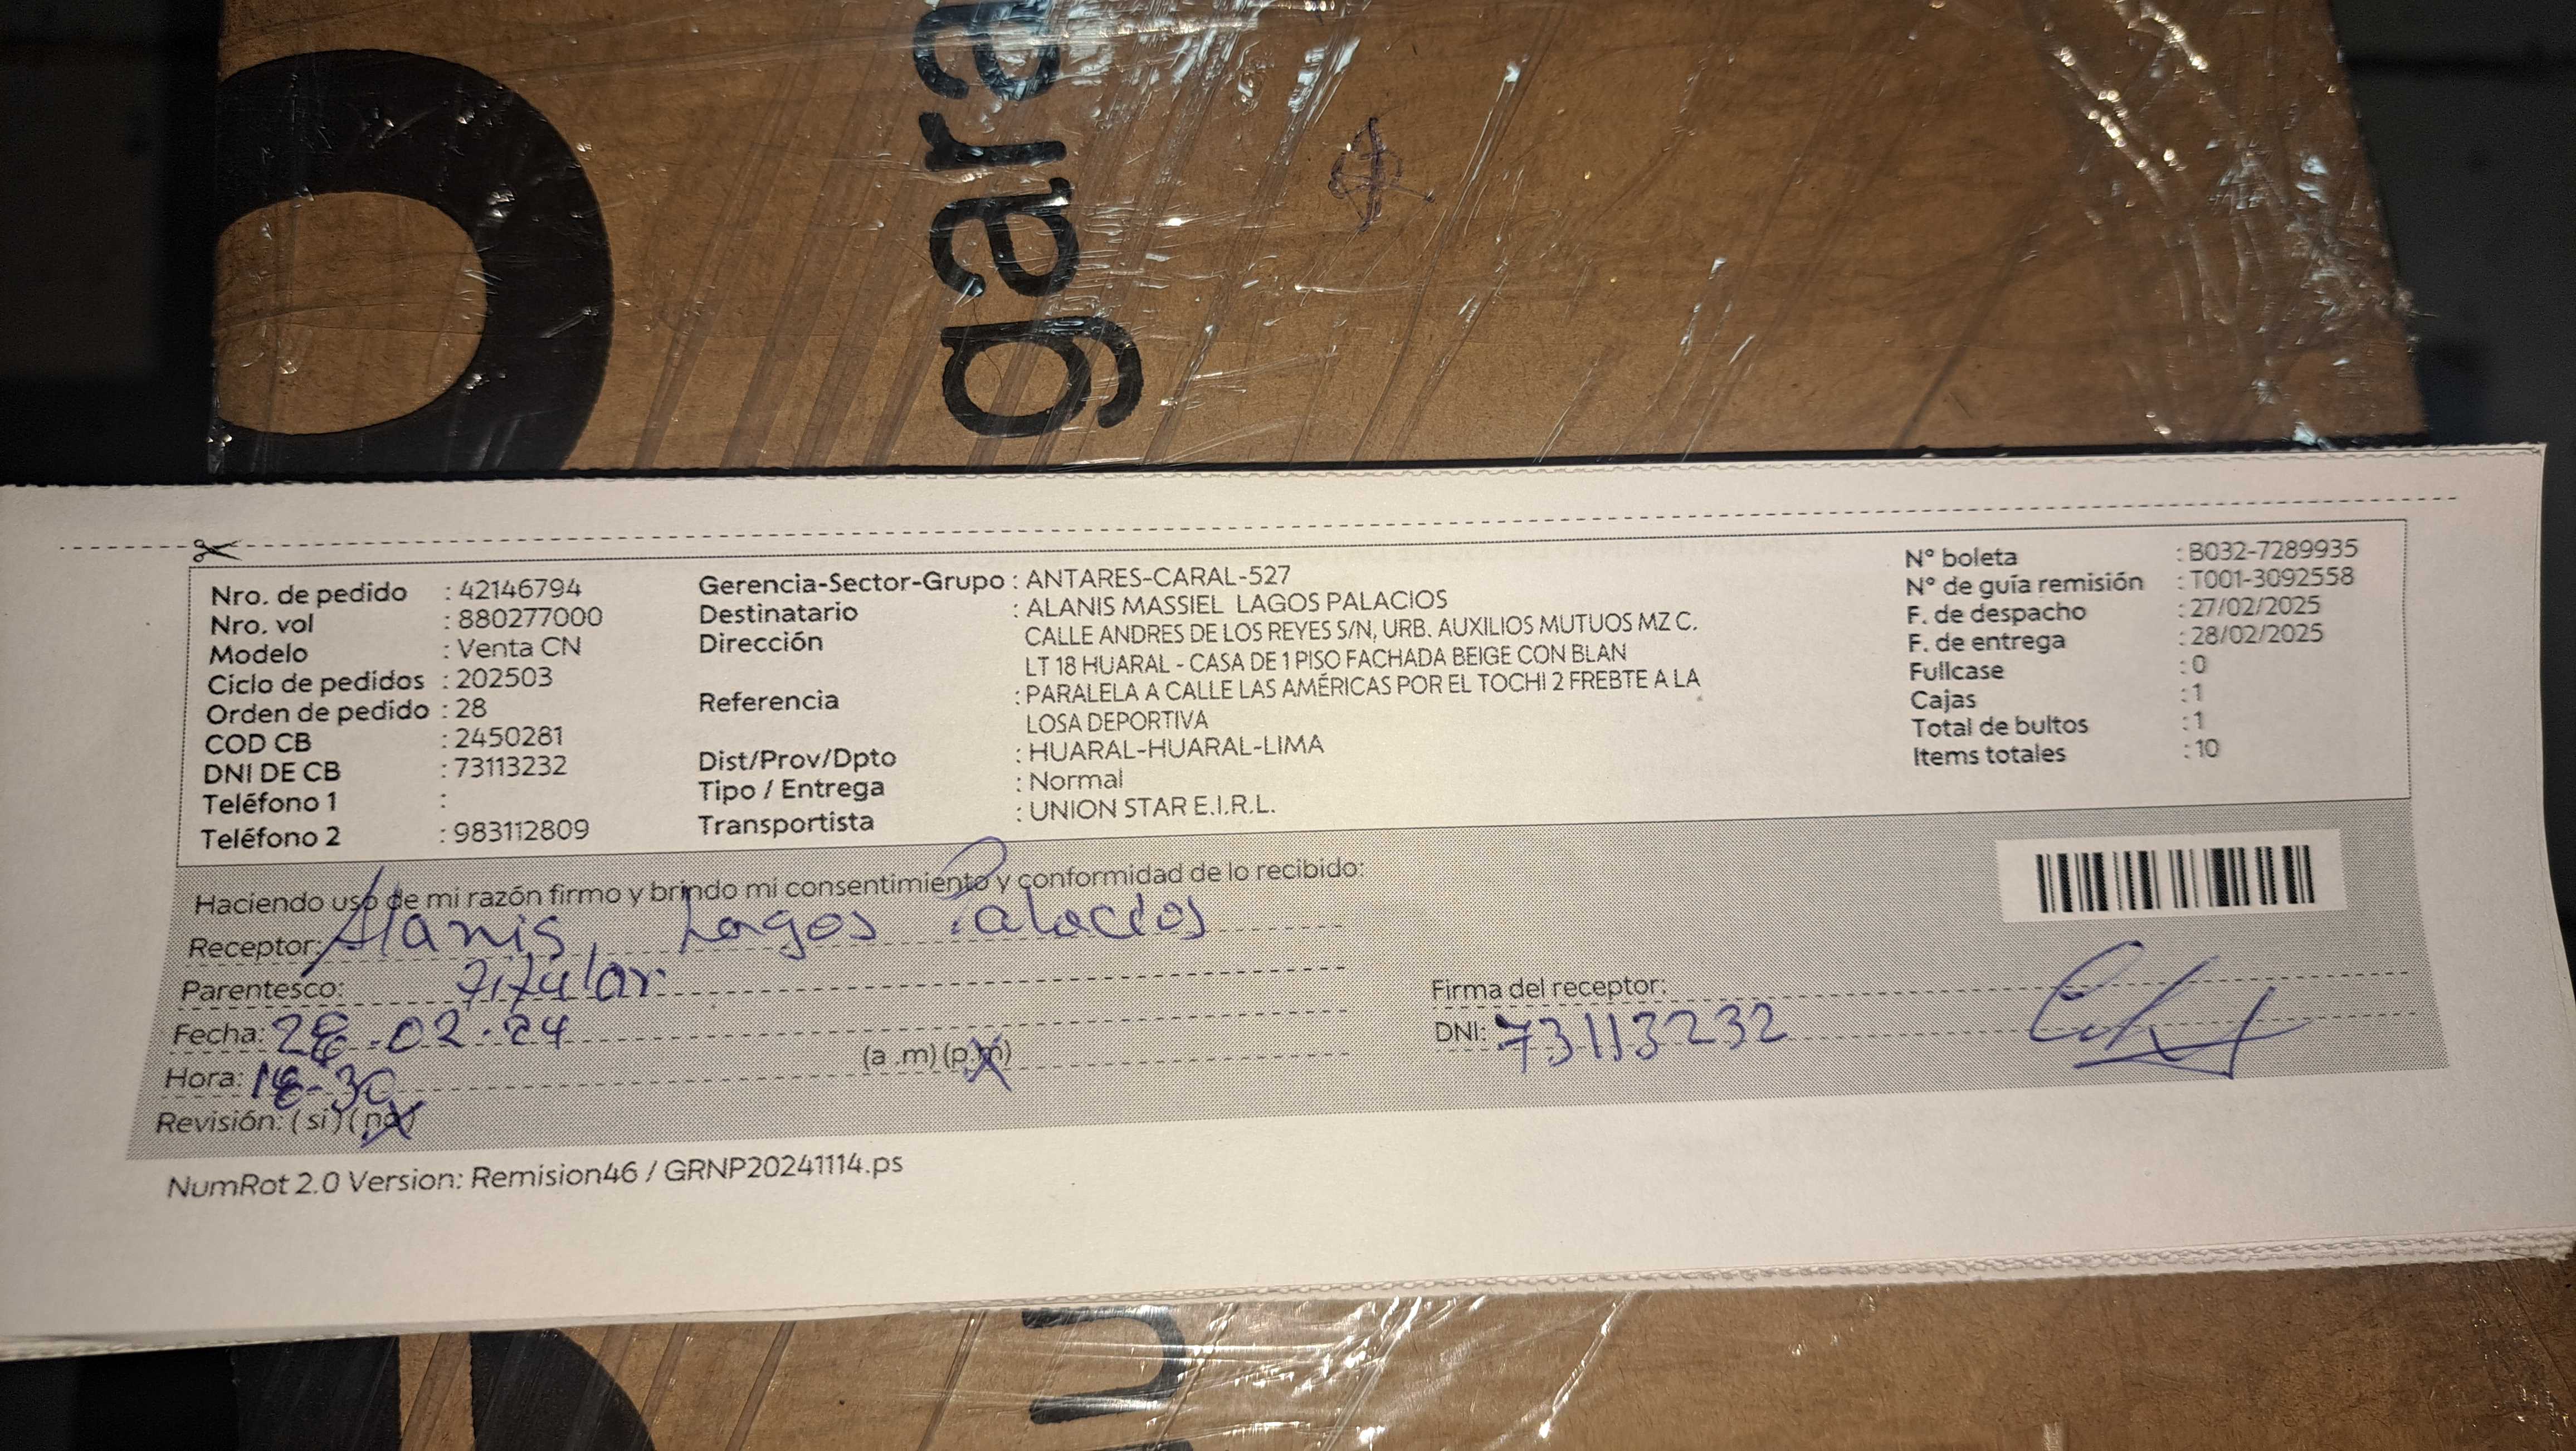 gara
Nro. de pedido : 42146794
Nro. vol : 880277000
Modelo : Venta CN
Ciclo de pedidos : 202503
Orden de pedido : 28
COD CB : 2450281
DNI DE CB : 73113232
Teléfono 1 :
Teléfono 2 : 983112809
Gerencia-Sector-Grupo : ANTARES-CARAL-527
Destinatario : ALANIS MASSIEL LAGOS PALACIOS
Dirección CALLE ANDRES DE LOS REYES S/N, URB. AUXILIOS MUTUOS MZ C.
LT 18 HUARAL - CASA DE 1 PISO FACHADA BEIGE CON BLAN
Referencia : PARALELA A CALLE LAS AMÉRICAS POR EL TOCHI 2 FREBTE A LA
LOSA DEPORTIVA
Dist/Prov/Dpto : HUARAL-HUARAL-LIMA
Tipo / Entrega : Normal
Transportista : UNION STAR E.I.R.L.
N° boleta : B032-7289935
N° de guía remisión : T001-3092558
F. de despacho : 27/02/2025
F. de entrega : 28/02/2025
Fullcase : 0
Cajas : 1
Total de bultos : 1
Items totales : 10
Haciendo uso de mi razón firmo y brindo mi consentimiento y conformidad de lo recibido:
Receptor: Alanis Lagos Palacios
Parentesco: Titular
Fecha: 28-02-24
Hora: 18-30 (a .m) (p.m)
Revisión: ( si ) ( no )
Firma del receptor:
DNI: 73113232
NumRot 2.0 Version: Remision46 / GRNP20241114.ps